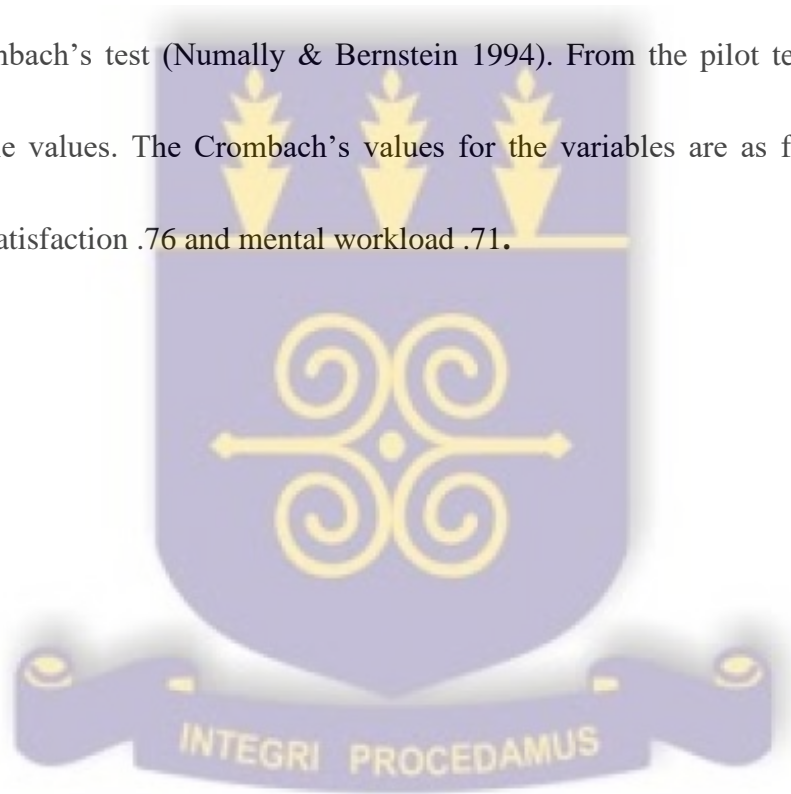 nbach’s test (Numally & Bernstein 1994). From the pilot te
e values. The Crombach’s values for the variables are as f
atisfaction .76 and mental workload .71.
INTEGRI PROCEDAMUS